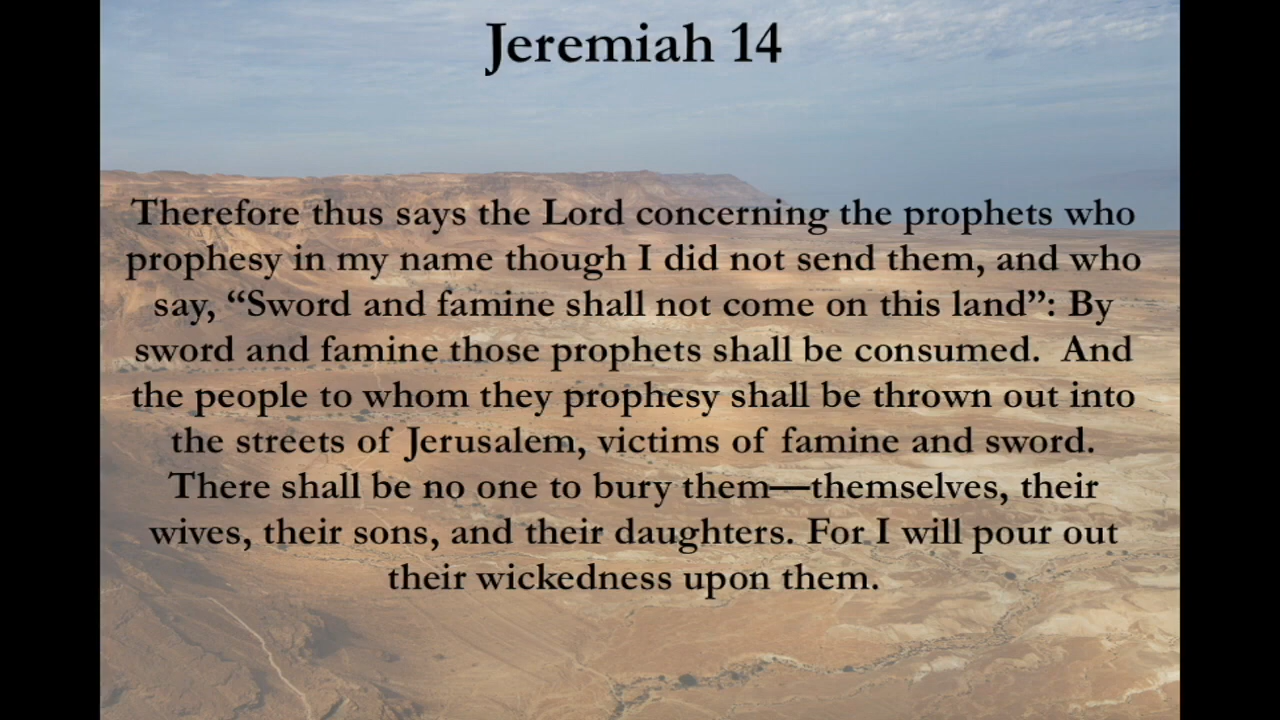 Jeremiah 14
Therefore thus says the Lord concerning the prophets who
prophesy in my name though I did not send them, and who
say, “Sword and famine shall not come on this land”: By
sword and famine those prophets shall be consumed.  And
the people to whom they prophesy shall be thrown out into
the streets of Jerusalem, victims of famine and sword.
There shall be no one to bury them—themselves, their
wives, their sons, and their daughters. For I will pour out
their wickedness upon them.